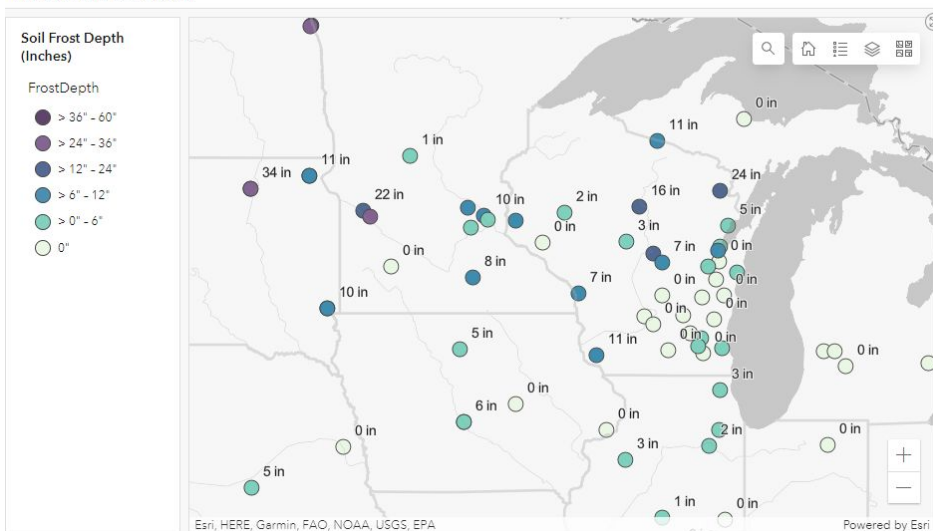 Soil Frost Depth
(Inches)
FrostDepth
> 36" - 60"
> 24" - 36"
> 12" - 24"
> 6" - 12"
> 0" - 6"
0"
0 in
11 in
1 in
11 in
34 in
24 in
16 in
22 in
2 in
10 in
5 in
3 in
0 in
7 in
0 in
0 in
8 in
7 in
0 in
0 in
10 in
0 in
0 in
5 in
11 in
0 in
0 in
0 in
3 in
0 in
6 in
0 in
0 in
0 in
2 in
3 in
5 in
1 in
0 in
Esri, HERE, Garmin, FAO, NOAA, USGS, EPA
Powered by Esri